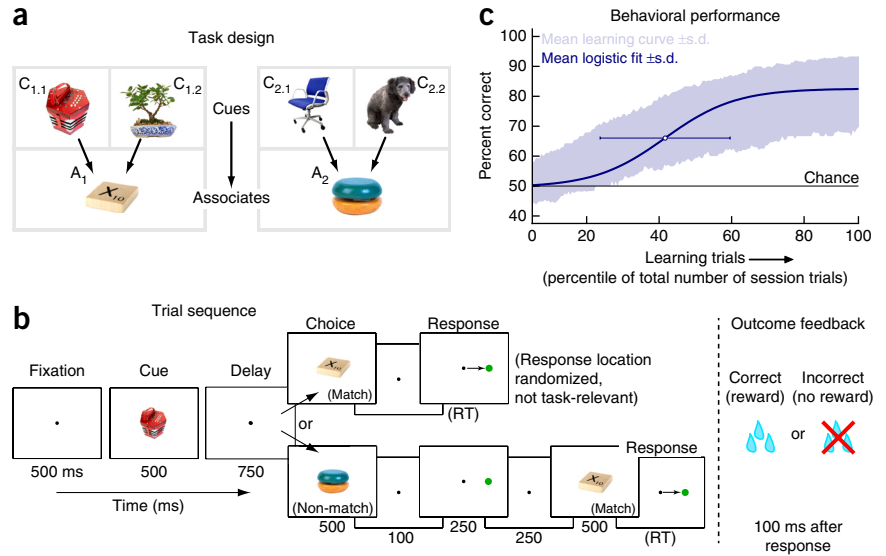 a
Task design
C1.1
C1.2
Cues
C2.1
C2.2
A1
X10
Associates
A2
c
Behavioral performance
Mean learning curve ±s.d.
Mean logistic fit ±s.d.
Percent correct
100
90
80
70
60
50
40
Chance
0
20
40
60
80
100
Learning trials
(percentile of total number of session trials)
b
Trial sequence
Fixation
Cue
Delay
Choice
Response
X10
(Match)
(Response location
randomized,
not task-relevant)
(RT)
or
500 ms
500
750
Time (ms)
(Non-match)
500
100
250
250
X10
(Match)
500
Response
(RT)
Outcome feedback
Correct
(reward)
Incorrect
(no reward)
or
100 ms after
response